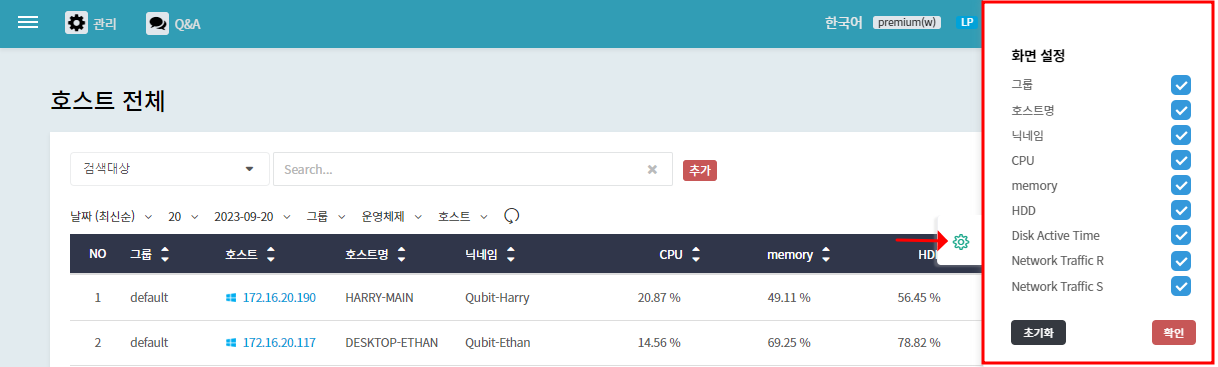 관리 Q&A 한국어 premium(w) LP
호스트 전체
검색대상 Search... 추가
날짜 (최신순) 20 2023-09-20 그룹 운영체제 호스트
NO 그룹 호스트 호스트명 닉네임 CPU memory HDD
1 default 172.16.20.190 HARRY-MAIN Qubit-Harry 20.87 % 49.11 % 56.45 %
2 default 172.16.20.117 DESKTOP-ETHAN Qubit-Ethan 14.56 % 69.25 % 78.82 %
화면 설정
그룹
호스트명
닉네임
CPU
memory
HDD
Disk Active Time
Network Traffic R
Network Traffic S
초기화 확인